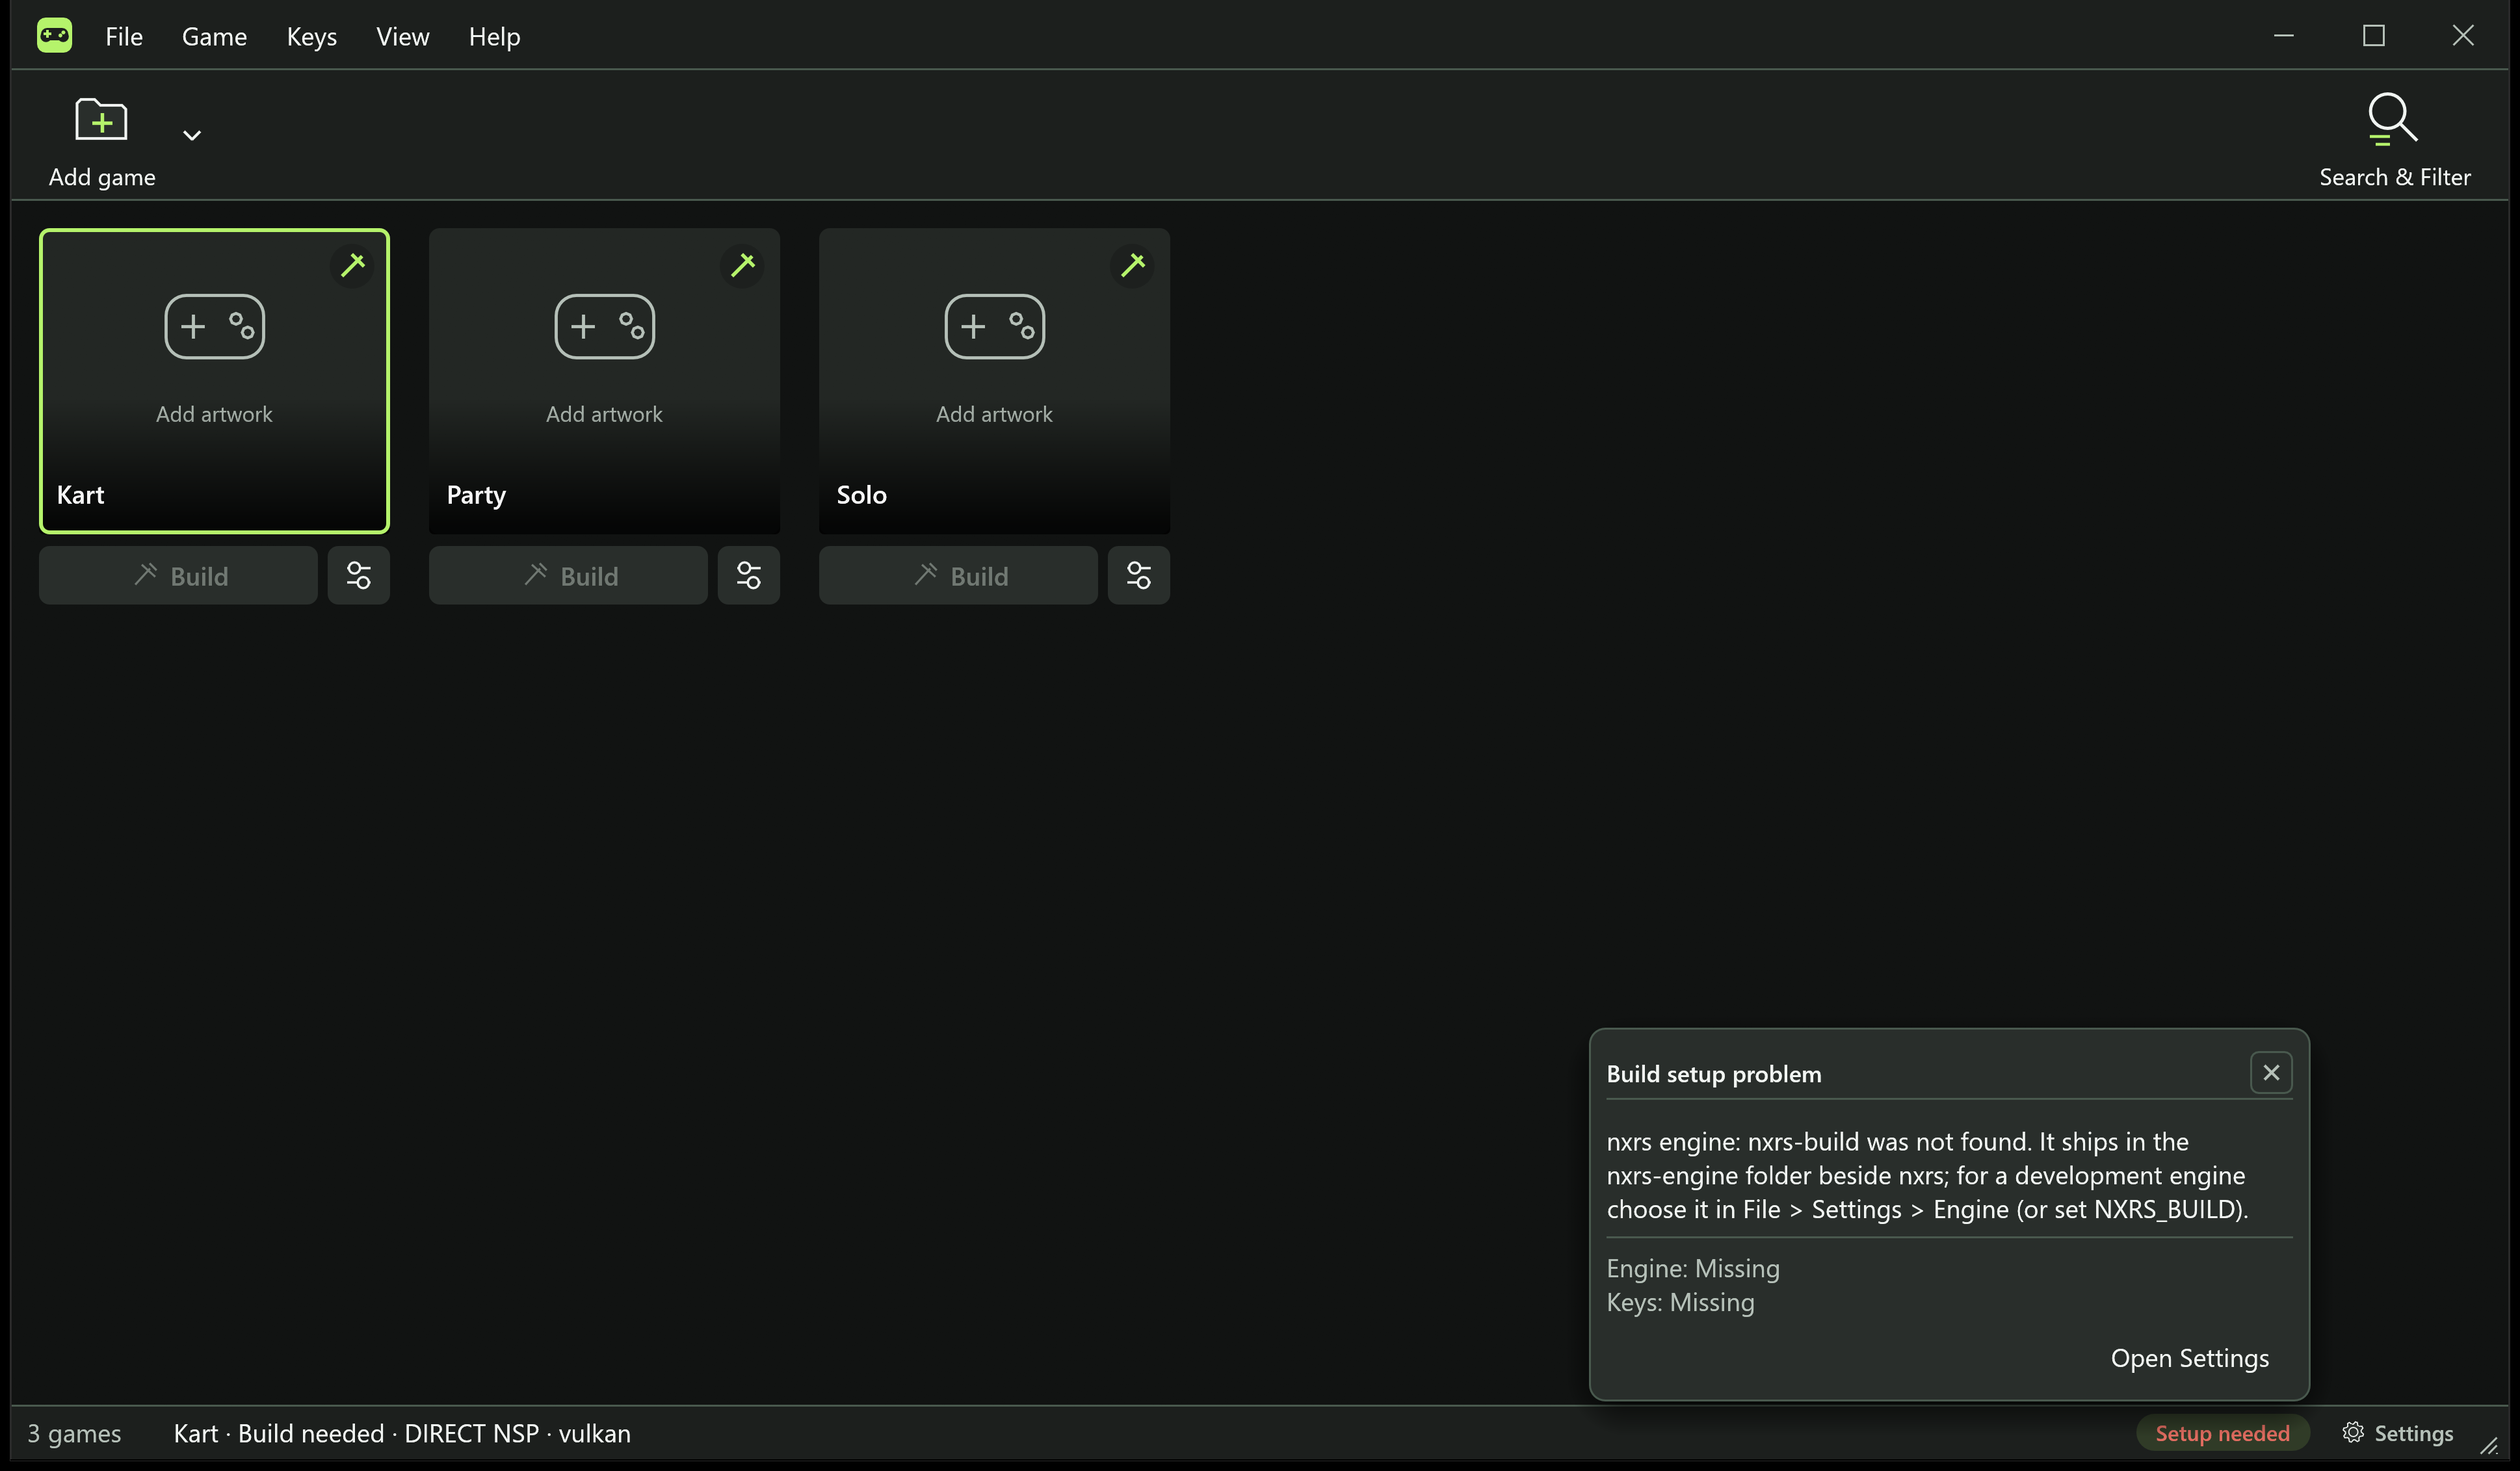 File Game Keys View Help
Add game
Search & Filter
Add artwork
Kart
Build
Add artwork
Party
Build
Add artwork
Solo
Build
Build setup problem
nxrs engine: nxrs-build was not found. It ships in the
nxrs-engine folder beside nxrs; for a development engine
choose it in File > Settings > Engine (or set NXRS_BUILD).
Engine: Missing
Keys: Missing
Open Settings
3 games
Kart · Build needed · DIRECT NSP · vulkan
Setup needed
Settings